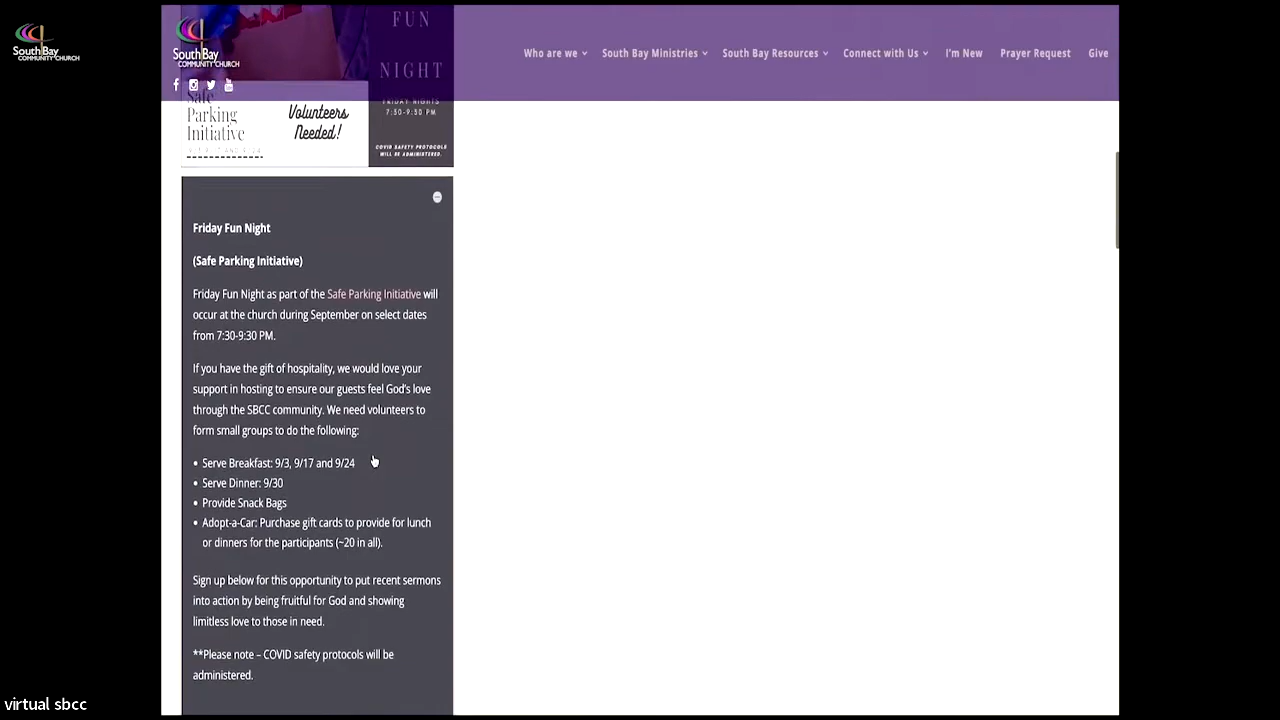 South Bay
COMMUNITY CHURCH
South Bay
COMMUNITY CHURCH
Who are we
South Bay Ministries
South Bay Resources
Connect with Us
I'm New
Prayer Request
Give
FUN
NIGHT
FRIDAY NIGHTS
7:30-9:30 PM
COVID SAFETY PROTOCOLS
WILL BE ADMINISTERED.
Safe
Parking
Initiative
Volunteers
Needed!
Friday Fun Night
(Safe Parking Initiative)
Friday Fun Night as part of the Safe Parking Initiative will
occur at the church during September on select dates
from 7:30-9:30 PM.
If you have the gift of hospitality, we would love your
support in hosting to ensure our guests feel God's love
through the SBCC community. We need volunteers to
form small groups to do the following:
• Serve Breakfast: 9/3, 9/17 and 9/24
• Serve Dinner: 9/30
• Provide Snack Bags
• Adopt-a-Car: Purchase gift cards to provide for lunch
or dinners for the participants (~20 in all).
Sign up below for this opportunity to put recent sermons
into action by being fruitful for God and showing
limitless love to those in need.
**Please note – COVID safety protocols will be
administered.
virtual sbcc